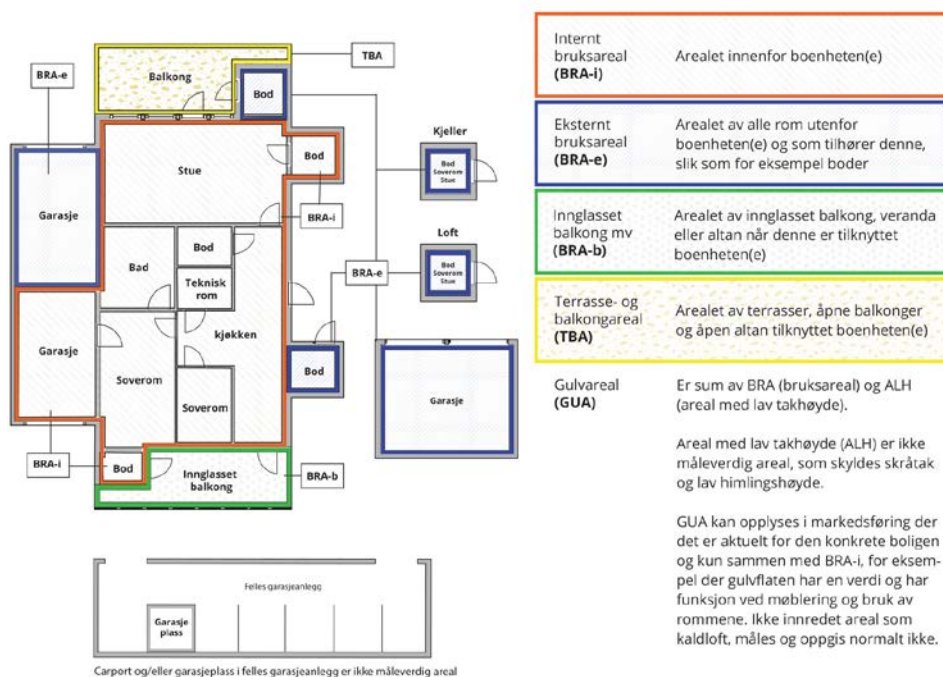 TBA
BRA-e
Balkong
Bod
Kjeller
Stue
Bod
Bod
Soverom
Stue
Garasje
BRA-i
Loft
Bad
Bod
Teknisk
rom
BRA-e
Bod
Soverom
Stue
kjøkken
Garasje
Soverom
Bod
Garasje
Soverom
BRA-i
Bod
Innglasset
balkong
BRA-b
Felles garasjeanlegg
Garasje
plass
Carport og/eller garasjeplass i felles garasjeanlegg er ikke måleverdig areal
Internt
bruksareal
(BRA-i)
Arealet innenfor boenheten(e)
Eksternt
bruksareal
(BRA-e)
Arealet av alle rom utenfor
boenheten(e) og som tilhører denne,
slik som for eksempel boder
Innglasset
balkong mv
(BRA-b)
Arealet av innglasset balkong, veranda
eller altan når denne er tilknyttet
boenheten(e)
Terrasse- og
balkongareal
(TBA)
Arealet av terrasser, åpne balkonger
og åpen altan tilknyttet boenheten(e)
Gulvareal
(GUA)
Er sum av BRA (bruksareal) og ALH
(areal med lav takhøyde).
Areal med lav takhøyde (ALH) er ikke
måleverdig areal, som skyldes skråtak
og lav himlingshøyde.
GUA kan opplyses i markedsføring der
det er aktuelt for den konkrete boligen
og kun sammen med BRA-i, for eksem-
pel der gulvflaten har en verdi og har
funksjon ved møblering og bruk av
rommene. Ikke innredet areal som
kaldloft, måles og oppgis normalt ikke.